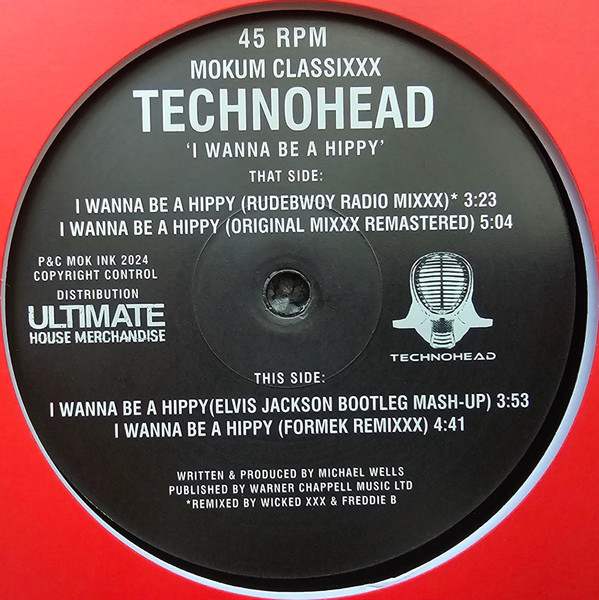 45 RPM
MOKUM CLASSIXXX
TECHNOHEAD
'I WANNA BE A HIPPY'
THAT SIDE:
I WANNA BE A HIPPY (RUDEBWOY RADIO MIXXX)* 3:23
I WANNA BE A HIPPY (ORIGINAL MIXXX REMASTERED) 5:04
P&C MOK INK 2024
COPYRIGHT CONTROL
DISTRIBUTION
ULTIMATE
HOUSE MERCHANDISE
TECHNOHEAD
THIS SIDE:
I WANNA BE A HIPPY(ELVIS JACKSON BOOTLEG MASH-UP) 3:53
I WANNA BE A HIPPY (FORMEK REMIXXX) 4:41
WRITTEN & PRODUCED BY MICHAEL WELLS
PUBLISHED BY WARNER CHAPPELL MUSIC LTD
*REMIXED BY WICKED XXX & FREDDIE B